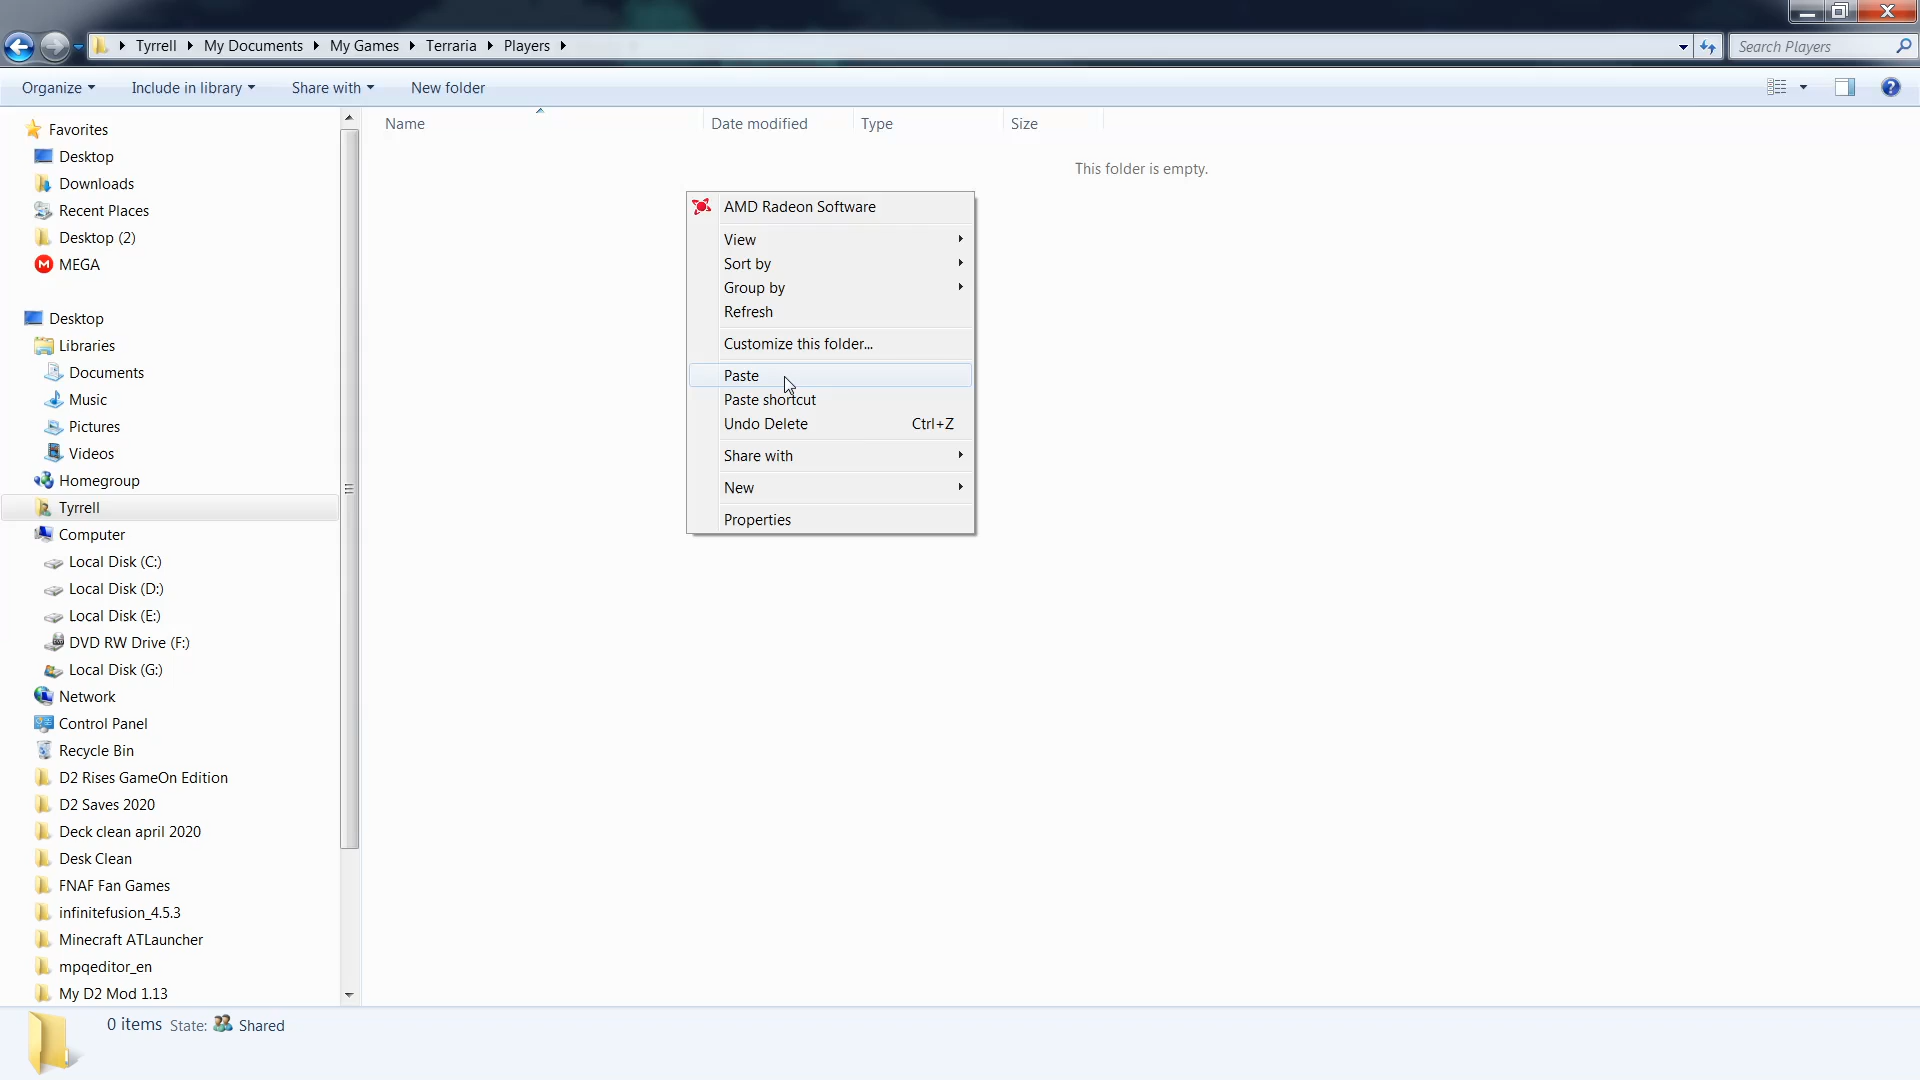 Tyrrell My Documents My Games Terraria Players
Search Players
Organize Include in library Share with New folder
Name Date modified Type Size
This folder is empty.
Favorites
Desktop
Downloads
Recent Places
Desktop (2)
MEGA
Desktop
Libraries
Documents
Music
Pictures
Videos
Homegroup
Tyrrell
Computer
Local Disk (C:)
Local Disk (D:)
Local Disk (E:)
DVD RW Drive (F:)
Local Disk (G:)
Network
Control Panel
Recycle Bin
D2 Rises GameOn Edition
D2 Saves 2020
Deck clean april 2020
Desk Clean
FNAF Fan Games
infinitefusion_4.5.3
Minecraft ATLauncher
mpqeditor_en
My D2 Mod 1.13
AMD Radeon Software
View
Sort by
Group by
Refresh
Customize this folder...
Paste
Paste shortcut
Undo Delete Ctrl+Z
Share with
New
Properties
0 items State: Shared